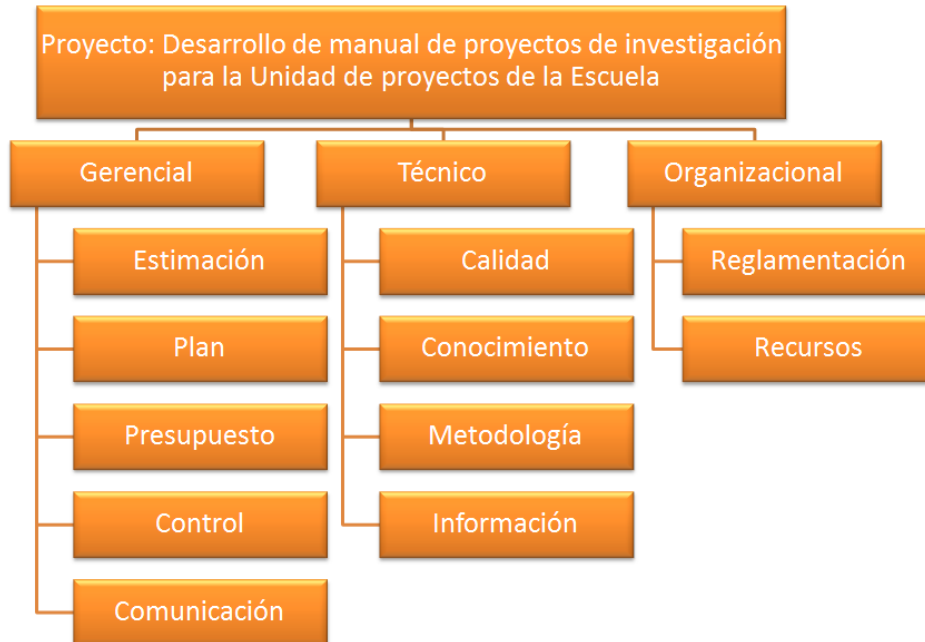 Proyecto: Desarrollo de manual de proyectos de investigación
para la Unidad de proyectos de la Escuela
Gerencial
Técnico
Organizacional
Estimación
Calidad
Reglamentación
Plan
Conocimiento
Recursos
Presupuesto
Metodología
Control
Información
Comunicación